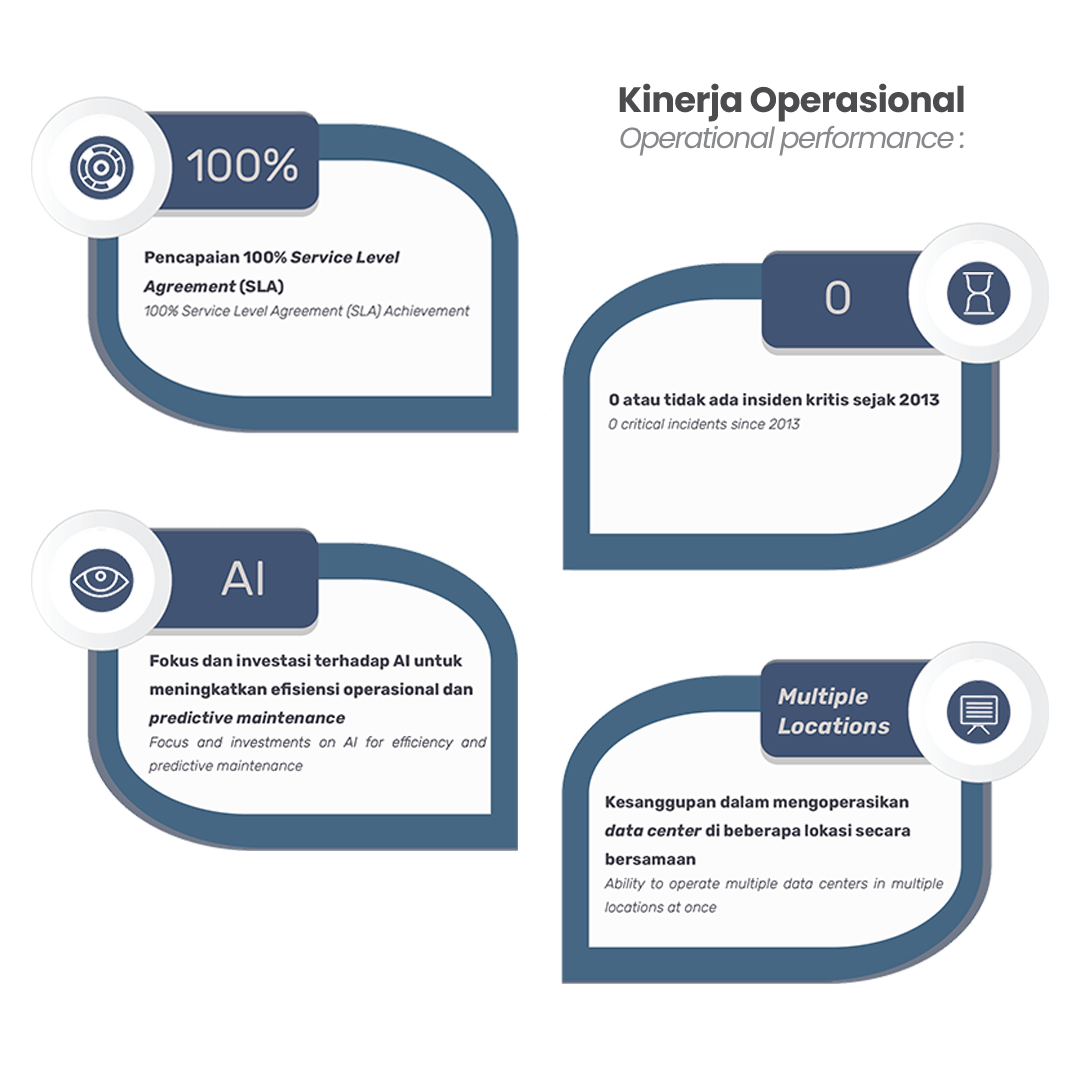 Kinerja Operasional
Operational performance :
100%
Pencapaian 100% Service Level
Agreement (SLA)
100% Service Level Agreement (SLA) Achievement
0
0 atau tidak ada insiden kritis sejak 2013
0 critical incidents since 2013
AI
Fokus dan investasi terhadap AI untuk
meningkatkan efisiensi operasional dan
predictive maintenance
Focus and investments on AI for efficiency and
predictive maintenance
Multiple
Locations
Kesanggupan dalam mengoperasikan
data center di beberapa lokasi secara
bersamaan
Ability to operate multiple data centers in multiple
locations at once